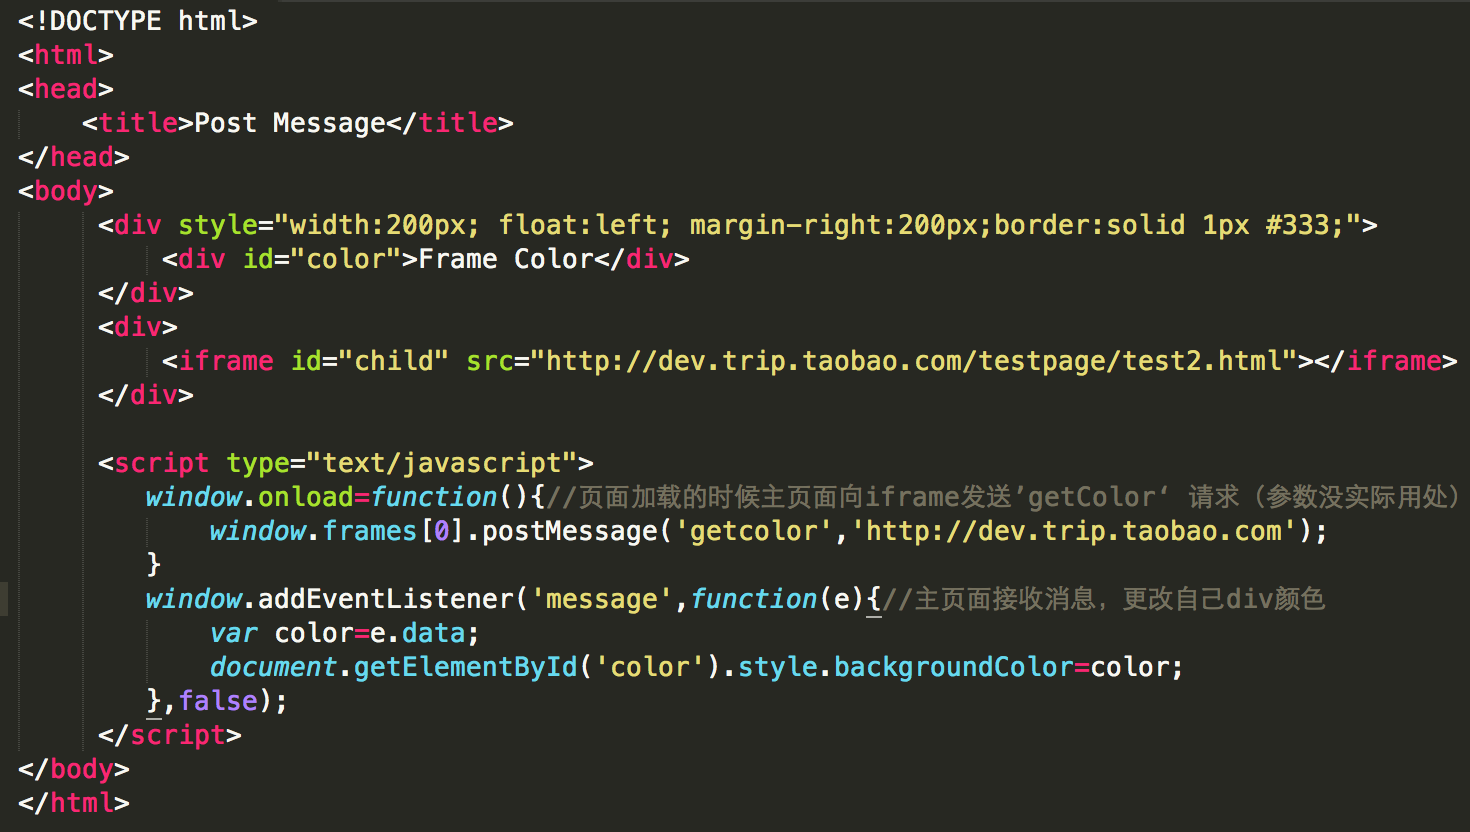 <!DOCTYPE html>
<html>
<head>
    <title>Post Message</title>
</head>
<body>
     <div style="width:200px; float:left; margin-right:200px;border:solid 1px #333;">
         <div id="color">Frame Color</div>
     </div>
     <div>
         <iframe id="child" src="http://dev.trip.taobao.com/testpage/test2.html"></iframe>
     </div>

     <script type="text/javascript">
        window.onload=function(){//页面加载的时候主页面向iframe发送’getColor‘ 请求（参数没实际用处）
            window.frames[0].postMessage('getcolor','http://dev.trip.taobao.com');
        }
        window.addEventListener('message',function(e){//主页面接收消息，更改自己div颜色
            var color=e.data;
            document.getElementById('color').style.backgroundColor=color;
        },false);
     </script>
</body>
</html>